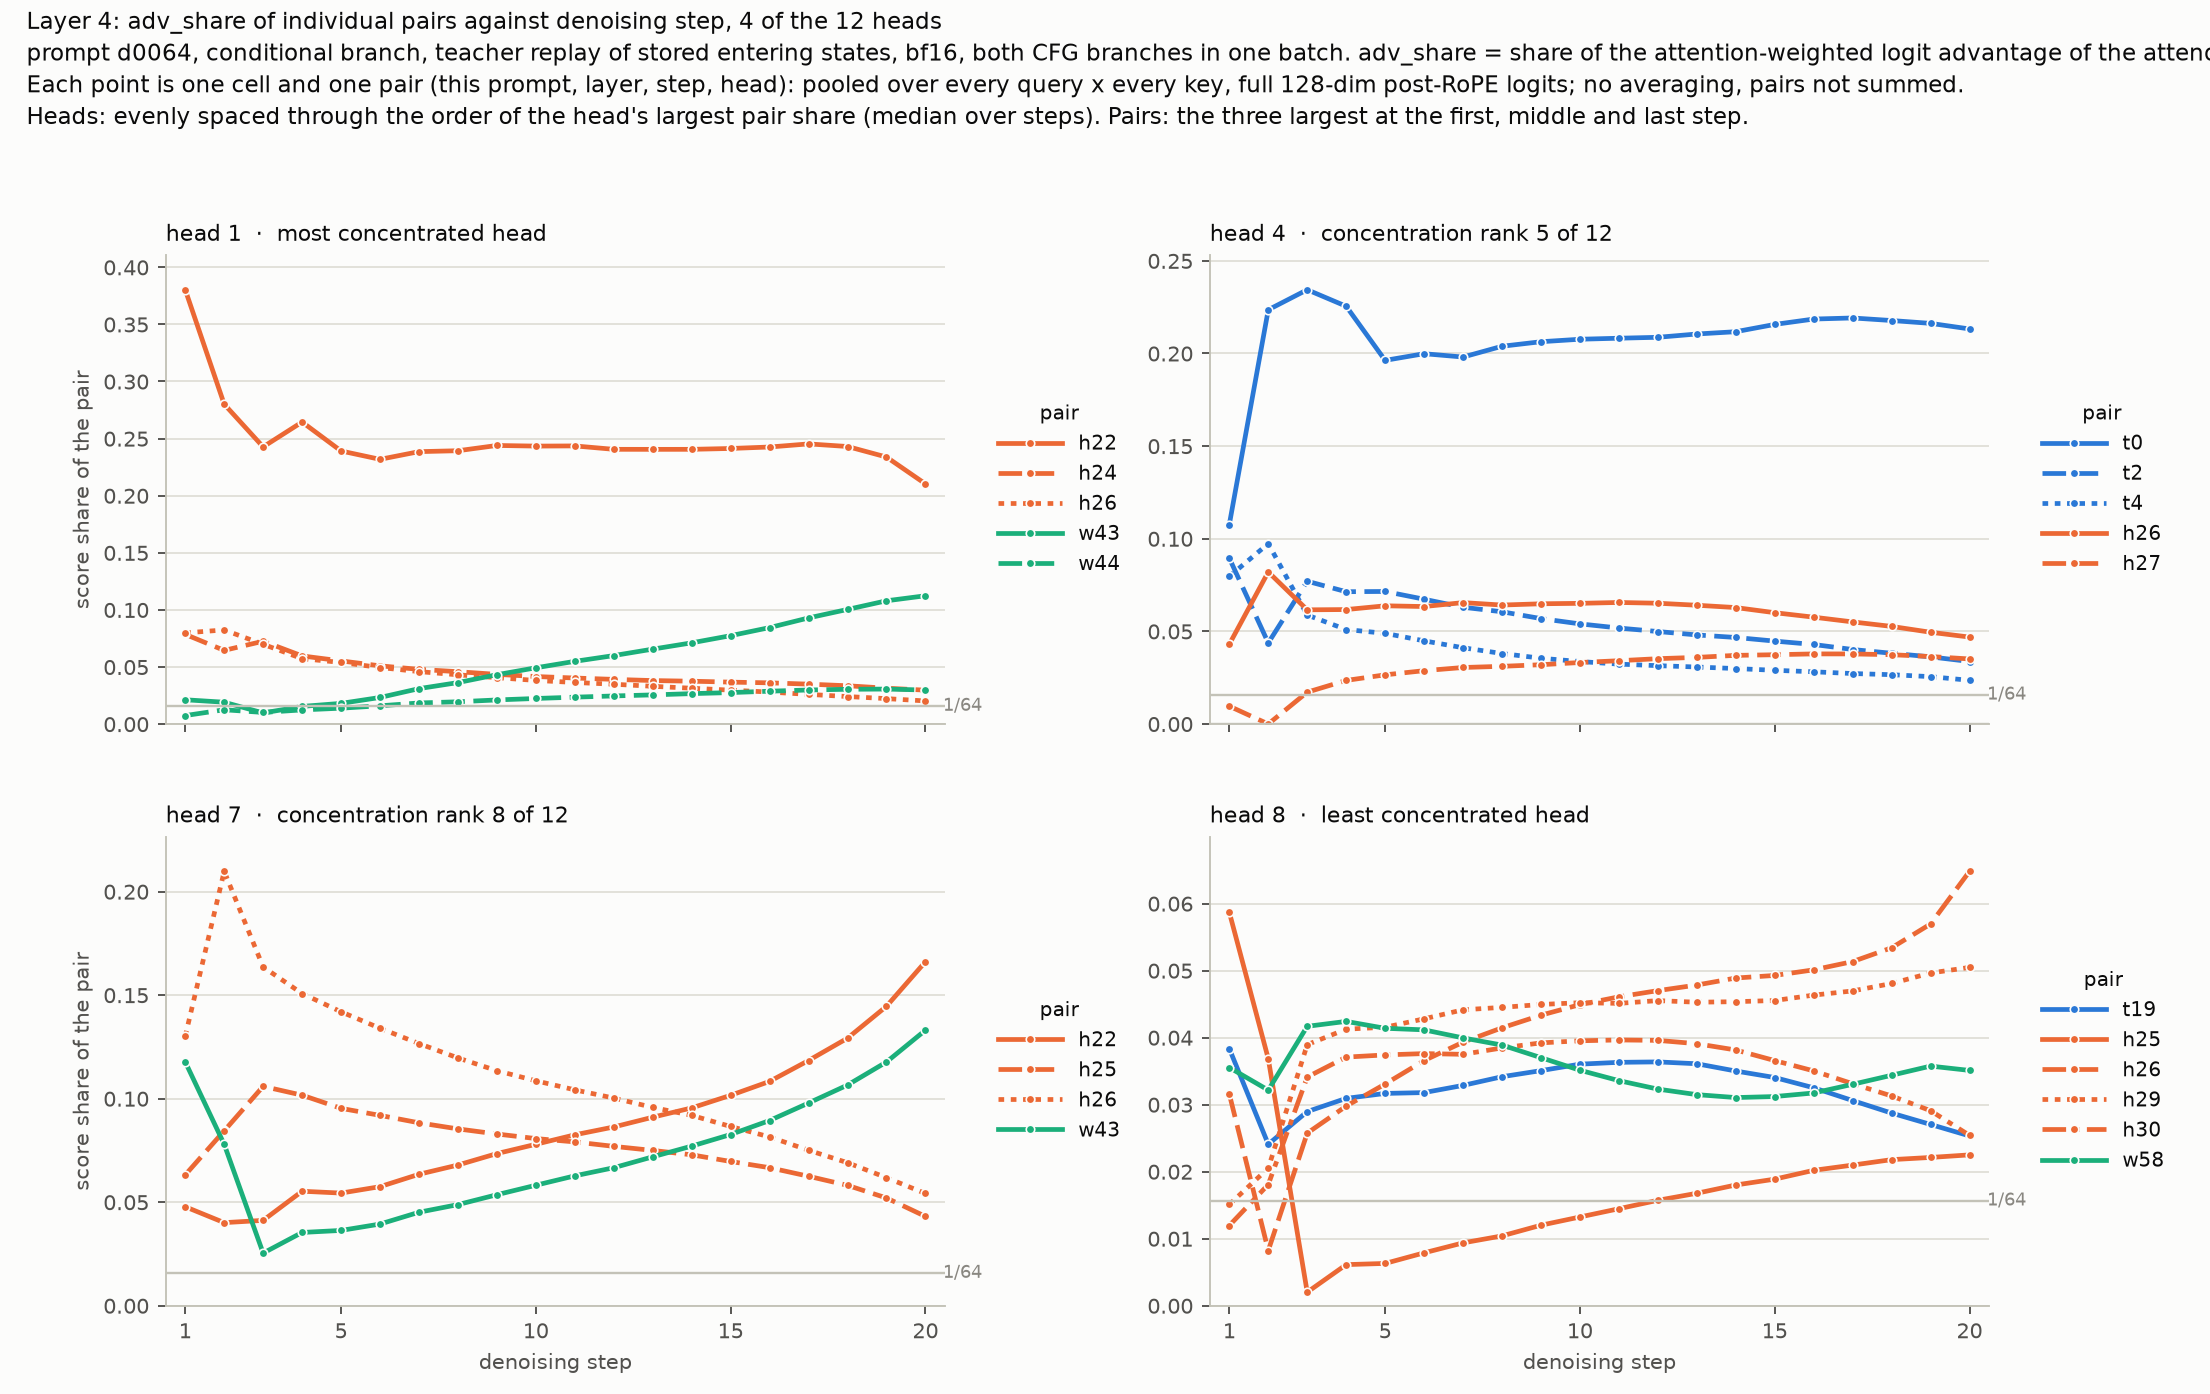 Layer 4: adv_share of individual pairs against denoising step, 4 of the 12 heads
prompt d0064, conditional branch, teacher replay of stored entering states, bf16, both CFG branches in one batch. adv_share = share of the attention-weighted logit advantage of the
Each point is one cell and one pair (this prompt, layer, step, head): pooled over every query x every key, full 128-dim post-RoPE logits; no averaging, pairs not summed.
Heads: evenly spaced through the order of the head's largest pair share (median over steps). Pairs: the three largest at the first, middle and last step.
head 1 · most concentrated head
score share of the pair
0.40
0.35
0.30
0.25
0.20
0.15
0.10
0.05
0.00
1/64
pair
h22
h24
h26
w43
w44
head 4 · concentration rank 5 of 12
0.25
0.20
0.15
0.10
0.05
0.00
1/64
pair
t0
t2
t4
h26
h27
head 7 · concentration rank 8 of 12
score share of the pair
0.20
0.15
0.10
0.05
0.00
1/64
1
5
10
15
20
denoising step
pair
h22
h25
h26
w43
head 8 · least concentrated head
0.06
0.05
0.04
0.03
0.02
0.01
0.00
1/64
1
5
10
15
20
denoising step
pair
t19
h25
h26
h29
h30
w58